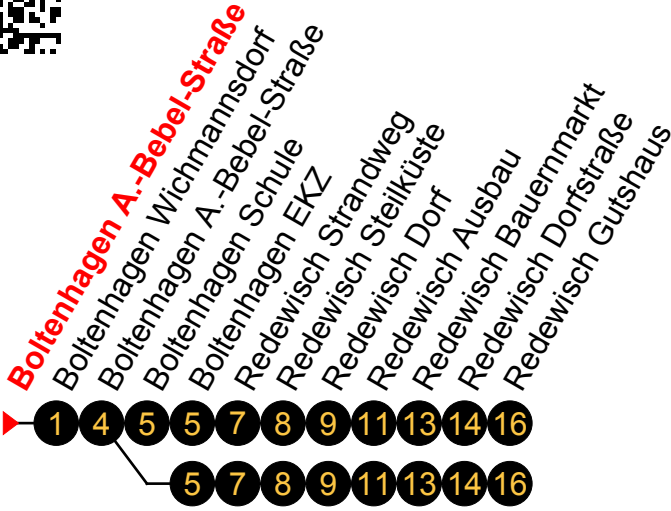 Boltenhagen A.-Bebel-Straße
Boltenhagen Wichmannsdorf
Boltenhagen A.-Bebel-Straße
Boltenhagen Schule
Boltenhagen EKZ
Redewisch Strandweg
Redewisch Steilküste
Redewisch Dorf
Redewisch Ausbau
Redewisch Bauernmarkt
Redewisch Dorfstraße
Redewisch Gutshaus
1 4 5 5 7 8 9 11 13 14 16
5 7 8 9 11 13 14 16